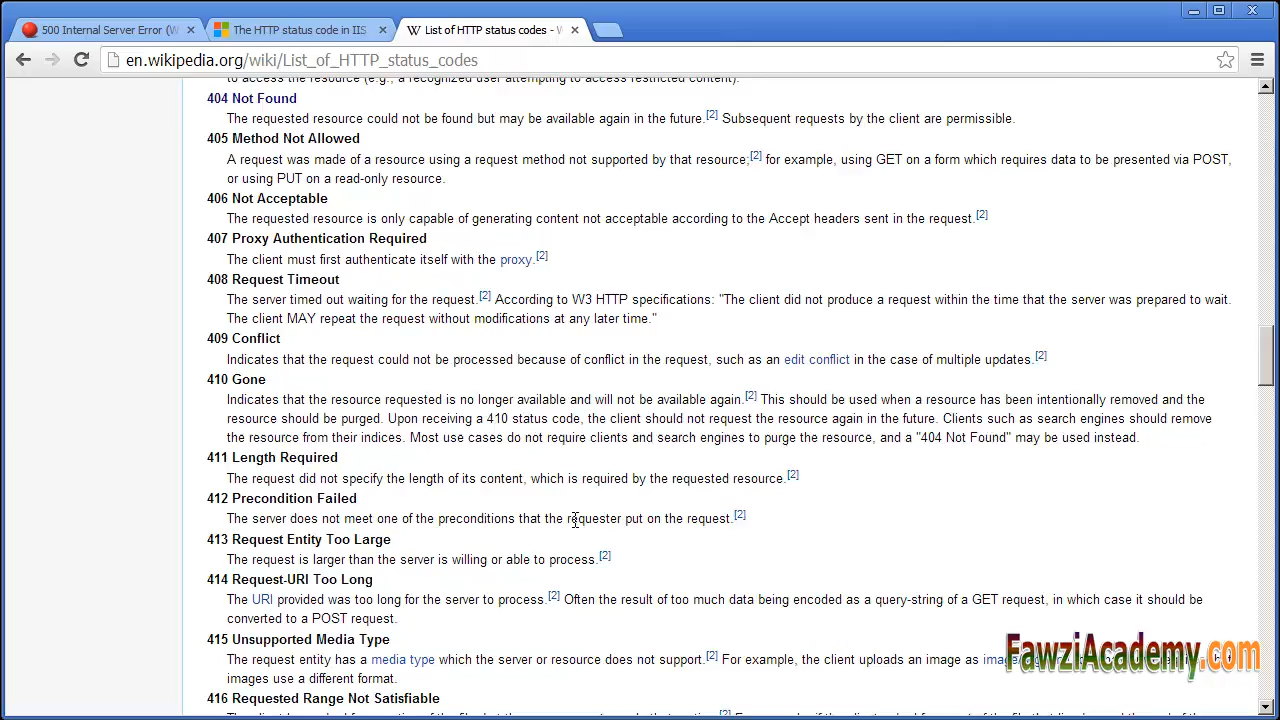 500 Internal Server Error (W
The HTTP status code in IIS
List of HTTP status codes - W
en.wikipedia.org/wiki/List_of_HTTP_status_codes
to access the resource (e.g., a recognized user attempting to access restricted content).
404 Not Found
The requested resource could not be found but may be available again in the future.[2] Subsequent requests by the client are permissible.
405 Method Not Allowed
A request was made of a resource using a request method not supported by that resource;[2] for example, using GET on a form which requires data to be presented via POST,
or using PUT on a read-only resource.
406 Not Acceptable
The requested resource is only capable of generating content not acceptable according to the Accept headers sent in the request.[2]
407 Proxy Authentication Required
The client must first authenticate itself with the proxy.[2]
408 Request Timeout
The server timed out waiting for the request.[2] According to W3 HTTP specifications: "The client did not produce a request within the time that the server was prepared to wait.
The client MAY repeat the request without modifications at any later time."
409 Conflict
Indicates that the request could not be processed because of conflict in the request, such as an edit conflict in the case of multiple updates.[2]
410 Gone
Indicates that the resource requested is no longer available and will not be available again.[2] This should be used when a resource has been intentionally removed and the
resource should be purged. Upon receiving a 410 status code, the client should not request the resource again in the future. Clients such as search engines should remove
the resource from their indices. Most use cases do not require clients and search engines to purge the resource, and a "404 Not Found" may be used instead.
411 Length Required
The request did not specify the length of its content, which is required by the requested resource.[2]
412 Precondition Failed
The server does not meet one of the preconditions that the requester put on the request.[2]
413 Request Entity Too Large
The request is larger than the server is willing or able to process.[2]
414 Request-URI Too Long
The URI provided was too long for the server to process.[2] Often the result of too much data being encoded as a query-string of a GET request, in which case it should be
converted to a POST request.
415 Unsupported Media Type
The request entity has a media type which the server or resource does not support.[2] For example, the client uploads an image as
images use a different format.
FawziAcademy.com
416 Requested Range Not Satisfiable